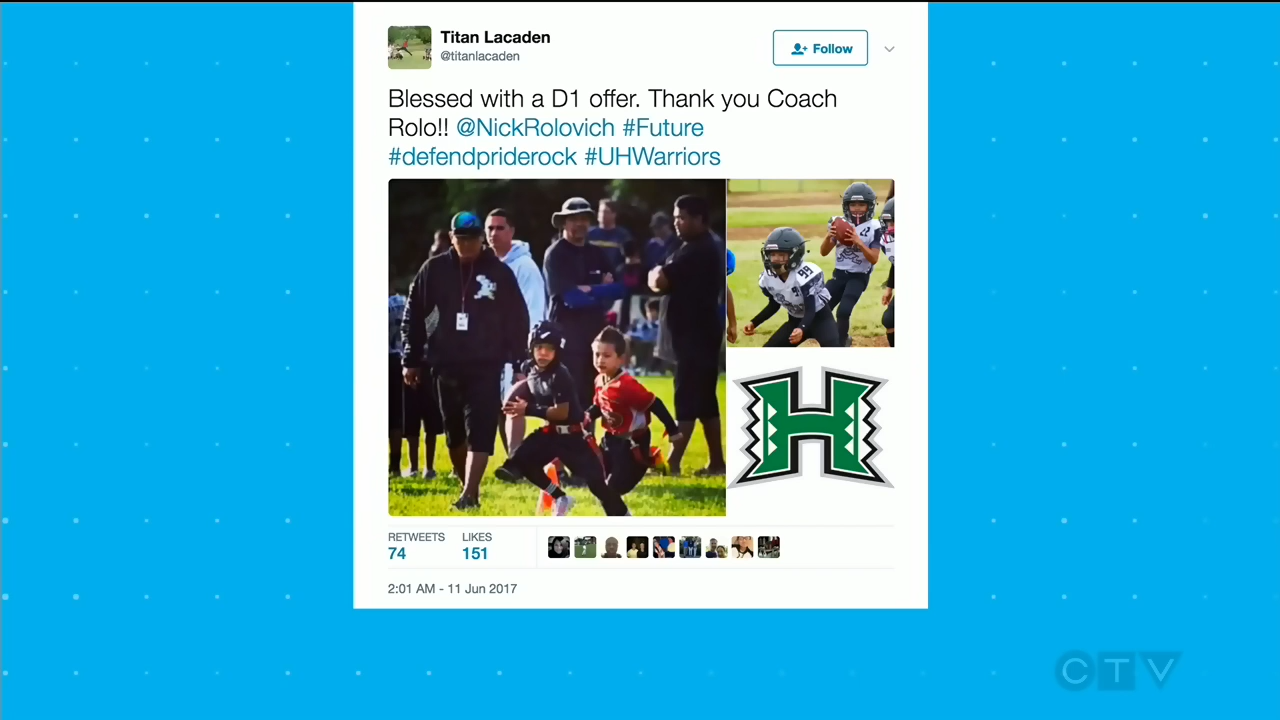 Titan Lacaden
@titanlacaden
Follow
Blessed with a D1 offer. Thank you Coach
Rolo!! @NickRolovich #Future
#defendpriderock #UHWarriors
99
H
RETWEETS LIKES
74 151
2:01 AM - 11 Jun 2017
CTV